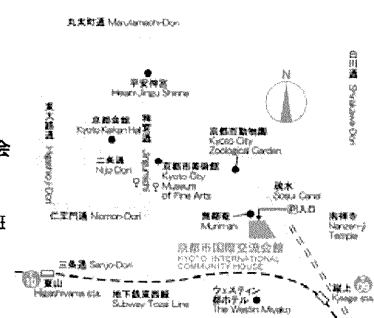 丸太町通 Marutamachi-Dori
白川通 Shirakawa-Dori
平安神宮
Heian Jingu Shrine
N
東大路通 Higashioji-Dori
京都会館
Kyoto Kaikan Hall
神宮道 Jingumichi
京都市動物園
Kyoto City
Zoological Garden
会
二条通
Nijo-Dori
京都市美術館
Kyoto City
Museum
of Fine Arts
疏水
Sosui Canal
入口
仁王門通 Niomon-Dori
無鄰菴
Murin-an
南禅寺
Nanzen-ji
Temple
京都市国際交流会館
KYOTO INTERNATIONAL
COMMUNITY HOUSE
三条通 Sanjo-Dori
東山
Higashiyama sta.
地下鉄東西線
Subway Tozai Line
ウェスティン
都ホテル
The Westin Miyako
蹴上
Keage sta.